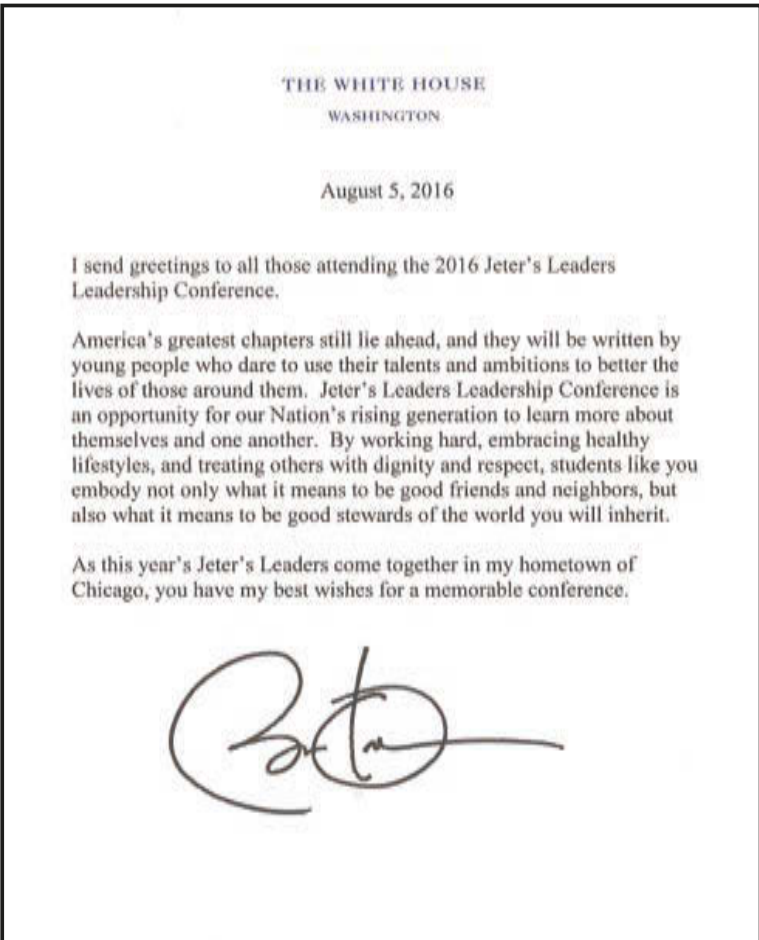 THE WHITE HOUSE
WASHINGTON
August 5, 2016
I send greetings to all those attending the 2016 Jeter's Leaders
Leadership Conference.
America's greatest chapters still lie ahead, and they will be written by
young people who dare to use their talents and ambitions to better the
lives of those around them.  Jeter's Leaders Leadership Conference is
an opportunity for our Nation's rising generation to learn more about
themselves and one another.  By working hard, embracing healthy
lifestyles, and treating others with dignity and respect, students like you
embody not only what it means to be good friends and neighbors, but
also what it means to be good stewards of the world you will inherit.
As this year's Jeter's Leaders come together in my hometown of
Chicago, you have my best wishes for a memorable conference.